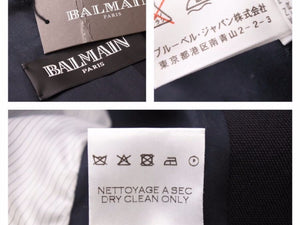 BALMAIN
PARIS
BALMAIN
PARIS
ブルーベル・ジャパン株式会社
東京都港区南青山2-2-3
NETTOYAGE A SEC
DRY CLEAN ONLY